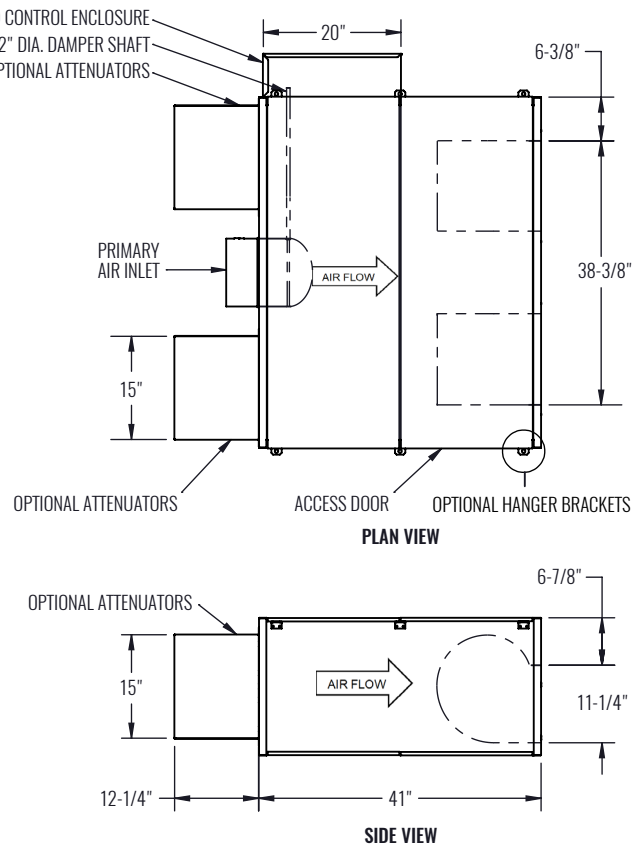 CONTROL ENCLOSURE
2" DIA. DAMPER SHAFT
OPTIONAL ATTENUATORS
20"
6-3/8"
PRIMARY
AIR INLET
AIR FLOW
38-3/8"
15"
OPTIONAL ATTENUATORS
ACCESS DOOR
OPTIONAL HANGER BRACKETS
PLAN VIEW
6-7/8"
OPTIONAL ATTENUATORS
15"
AIR FLOW
11-1/4"
12-1/4"
41"
SIDE VIEW